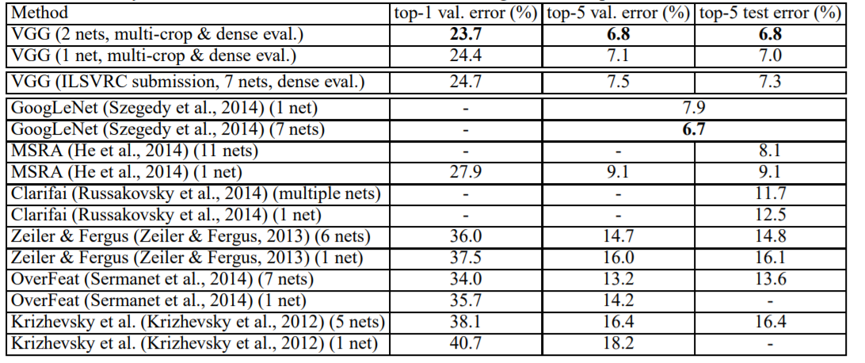 Method top-1 val. error (%) top-5 val. error (%) top-5 test error (%)
VGG (2 nets, multi-crop & dense eval.) 23.7 6.8 6.8
VGG (1 net, multi-crop & dense eval.) 24.4 7.1 7.0
VGG (ILSVRC submission, 7 nets, dense eval.) 24.7 7.5 7.3
GoogLeNet (Szegedy et al., 2014) (1 net) - 7.9
GoogLeNet (Szegedy et al., 2014) (7 nets) - 6.7
MSRA (He et al., 2014) (11 nets) - - 8.1
MSRA (He et al., 2014) (1 net) 27.9 9.1 9.1
Clarifai (Russakovsky et al., 2014) (multiple nets) - - 11.7
Clarifai (Russakovsky et al., 2014) (1 net) - - 12.5
Zeiler & Fergus (Zeiler & Fergus, 2013) (6 nets) 36.0 14.7 14.8
Zeiler & Fergus (Zeiler & Fergus, 2013) (1 net) 37.5 16.0 16.1
OverFeat (Sermanet et al., 2014) (7 nets) 34.0 13.2 13.6
OverFeat (Sermanet et al., 2014) (1 net) 35.7 14.2 -
Krizhevsky et al. (Krizhevsky et al., 2012) (5 nets) 38.1 16.4 16.4
Krizhevsky et al. (Krizhevsky et al., 2012) (1 net) 40.7 18.2 -